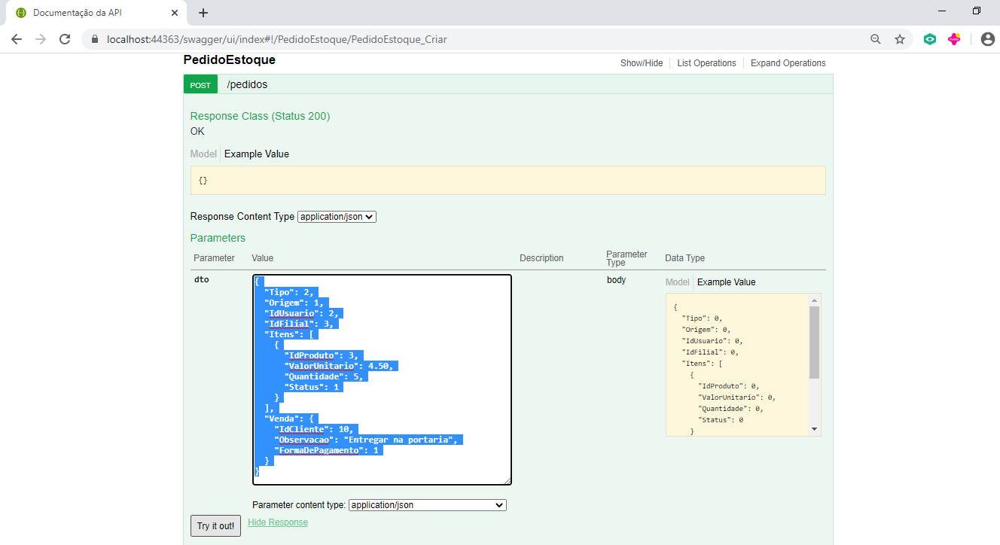 Documentação da API
localhost:44363/swagger/ui/index#!/PedidoEstoque/PedidoEstoque_Criar
PedidoEstoque
Show/Hide
List Operations
Expand Operations
POST
/pedidos
Response Class (Status 200)
OK
Model
Example Value
{}
Response Content Type
application/json
Parameters
Parameter
Value
Description
Parameter
Type
Data Type
dto
{
"Tipo": 2,
"Origem": 1,
"IdUsuario": 2,
"IdFilial": 3,
"Itens": [
{
"IdProduto": 3,
"ValorUnitario": 4.50,
"Quantidade": 5,
"Status": 1
}
],
"Venda": {
"IdCliente": 10,
"Observacao": "Entregar na portaria",
"FormaDePagamento": 1
}
}
body
Model
Example Value
{
"Tipo": 0,
"Origem": 0,
"IdUsuario": 0,
"IdFilial": 0,
"Itens": [
{
"IdProduto": 0,
"ValorUnitario": 0,
"Quantidade": 0,
"Status": 0
}
Parameter content type:
application/json
Try it out!
Hide Response